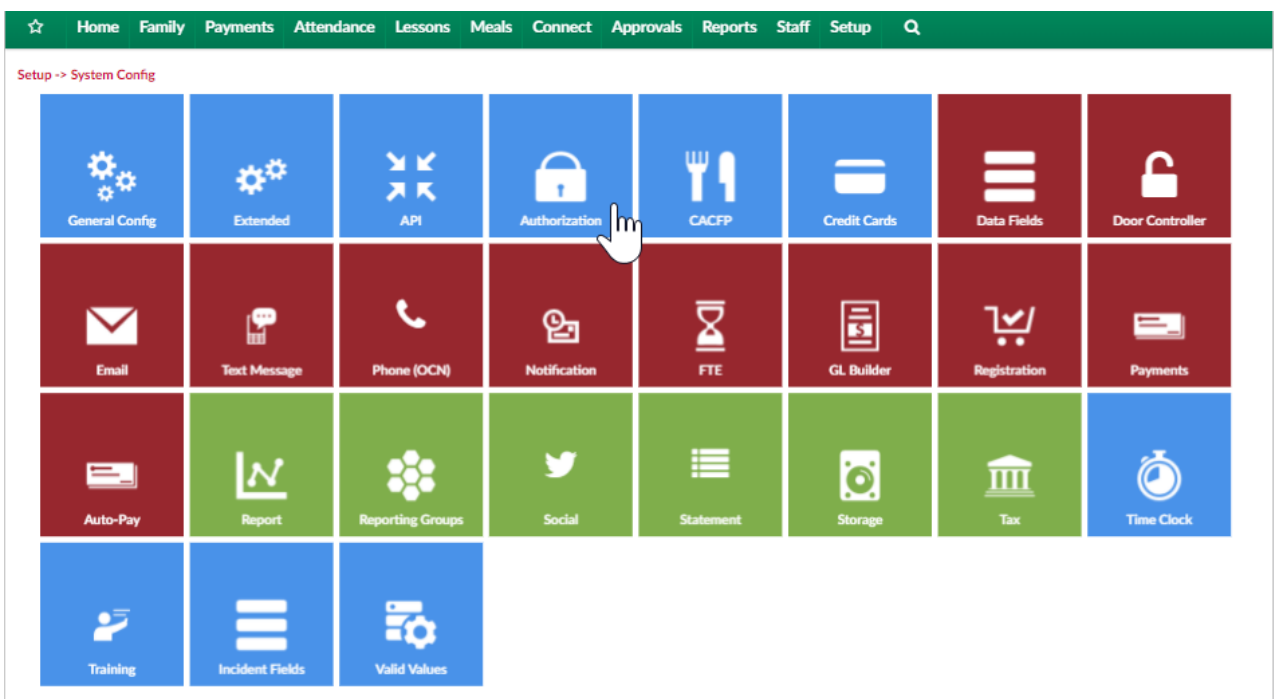 Home Family Payments Attendance Lessons Meals Connect Approvals Reports Staff Setup
Setup -> System Config
General Config Extended API Authorization CACFP Credit Cards Data Fields Door Controller
Email Text Message Phone (OCN) Notification FTE GL Builder Registration Payments
Auto-Pay Report Reporting Groups Social Statement Storage Tax Time Clock
Training Incident Fields Valid Values